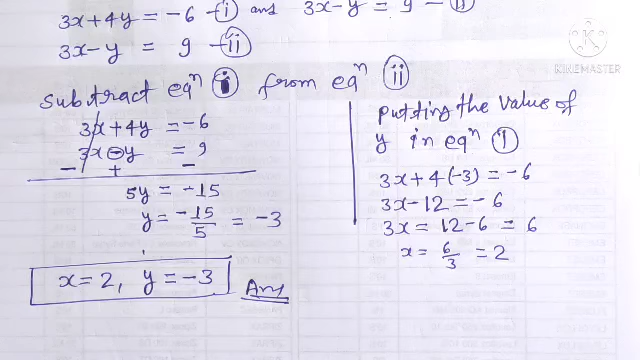 3x+4y = -6 -(i) and 3x-y = 9 -(ii)
3x-y = 9 -(ii)
KINEMASTER
Subtract eqⁿ (i) from eqⁿ (ii)
3x+4y = -6
3x-y = 9
- + -
5y = -15
y = -15/5 = -3
x=2, y=-3 Ans
putting the value of
y in eqⁿ (i)
3x+4(-3) = -6
3x-12 = -6
3x = 12-6 = 6
x = 6/3 = 2